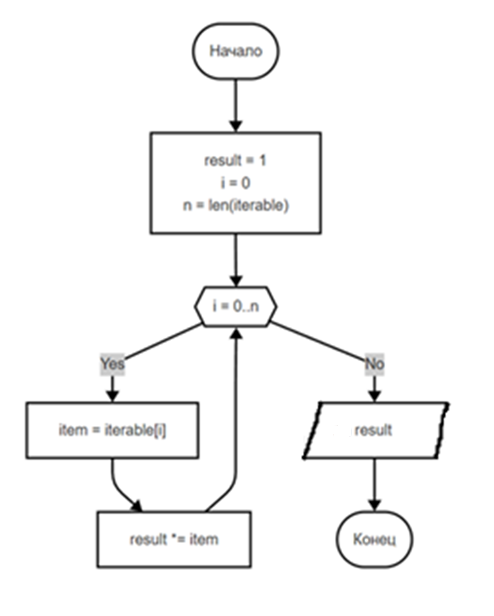 Начало
result = 1
i = 0
n = len(iterable)
i = 0..n
Yes
No
item = iterable[i]
result
result *= item
Конец